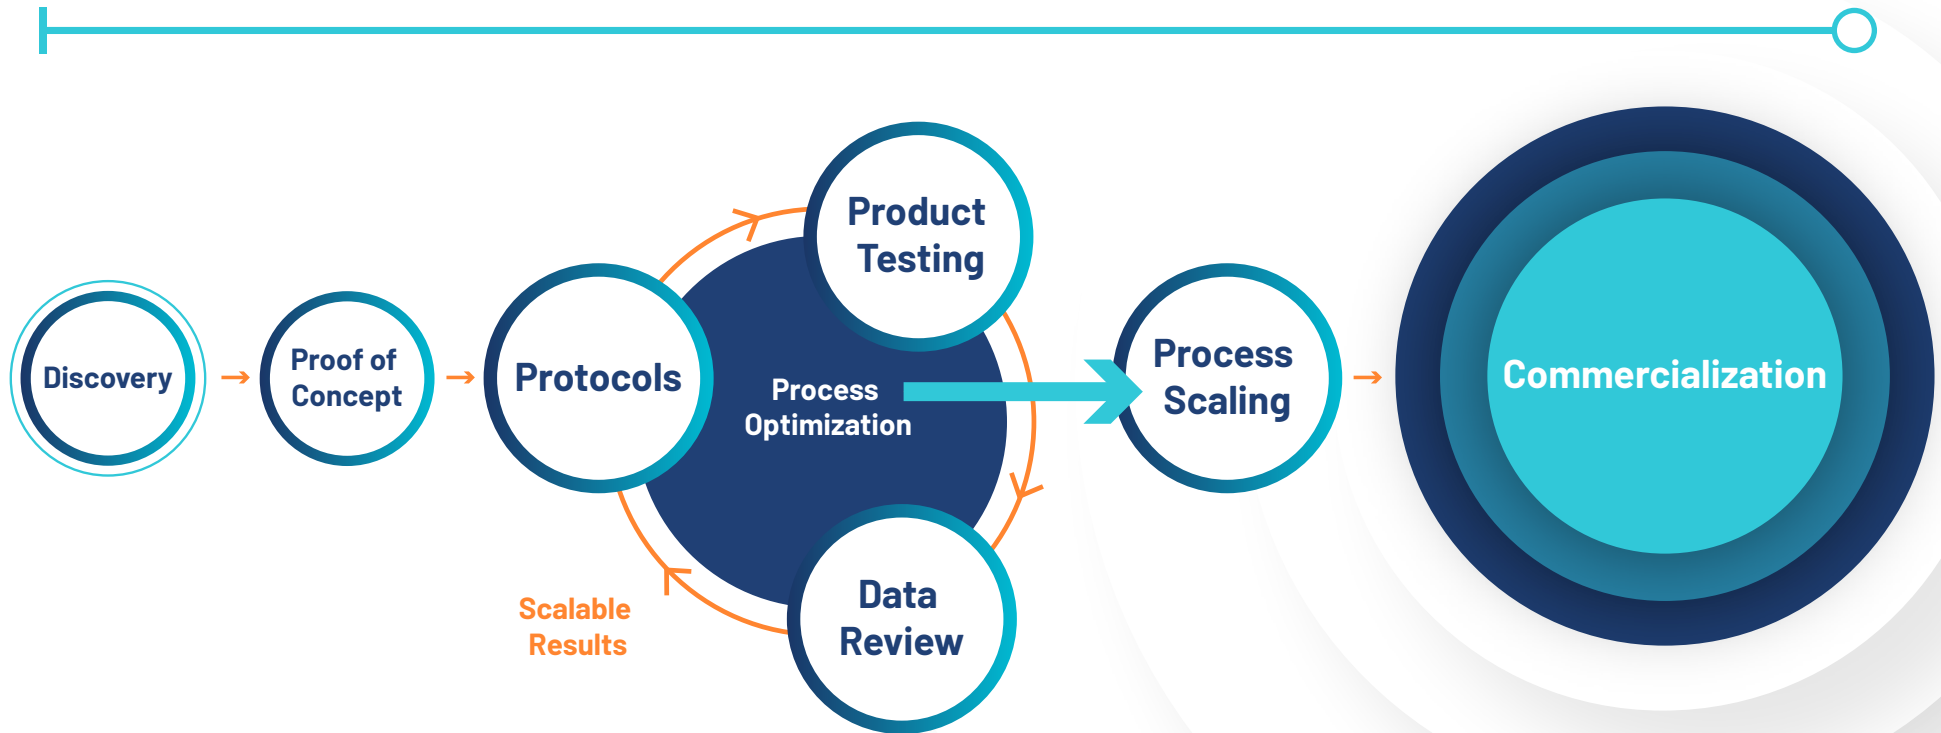 Discovery
Proof of
Concept
Protocols
Product
Testing
Process
Optimization
Data
Review
Scalable
Results
Process
Scaling
Commercialization